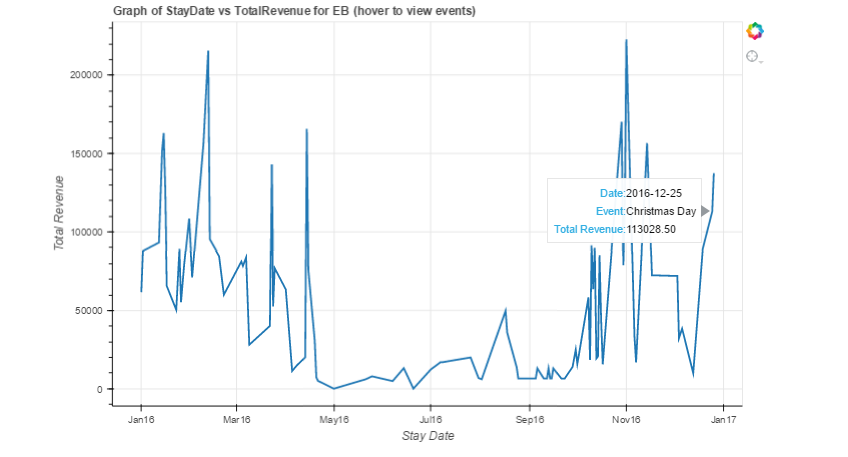 Graph of StayDate vs TotalRevenue for EB (hover to view events)
Total Revenue
200000
150000
100000
50000
0
Date:2016-12-25
Event:Christmas Day
Total Revenue:113028.50
Jan16 Mar16 May16 Jul16 Sep16 Nov16 Jan17
Stay Date